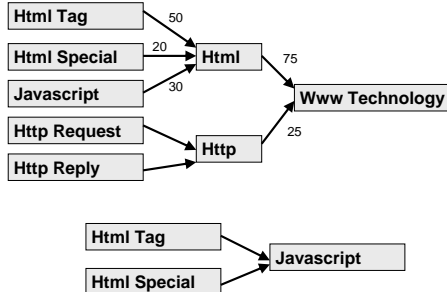 Html Tag
50
Html Special
20
Html
75
Javascript
30
Www Technology
Http Request
25
Http
Http Reply
Html Tag
Javascript
Html Special